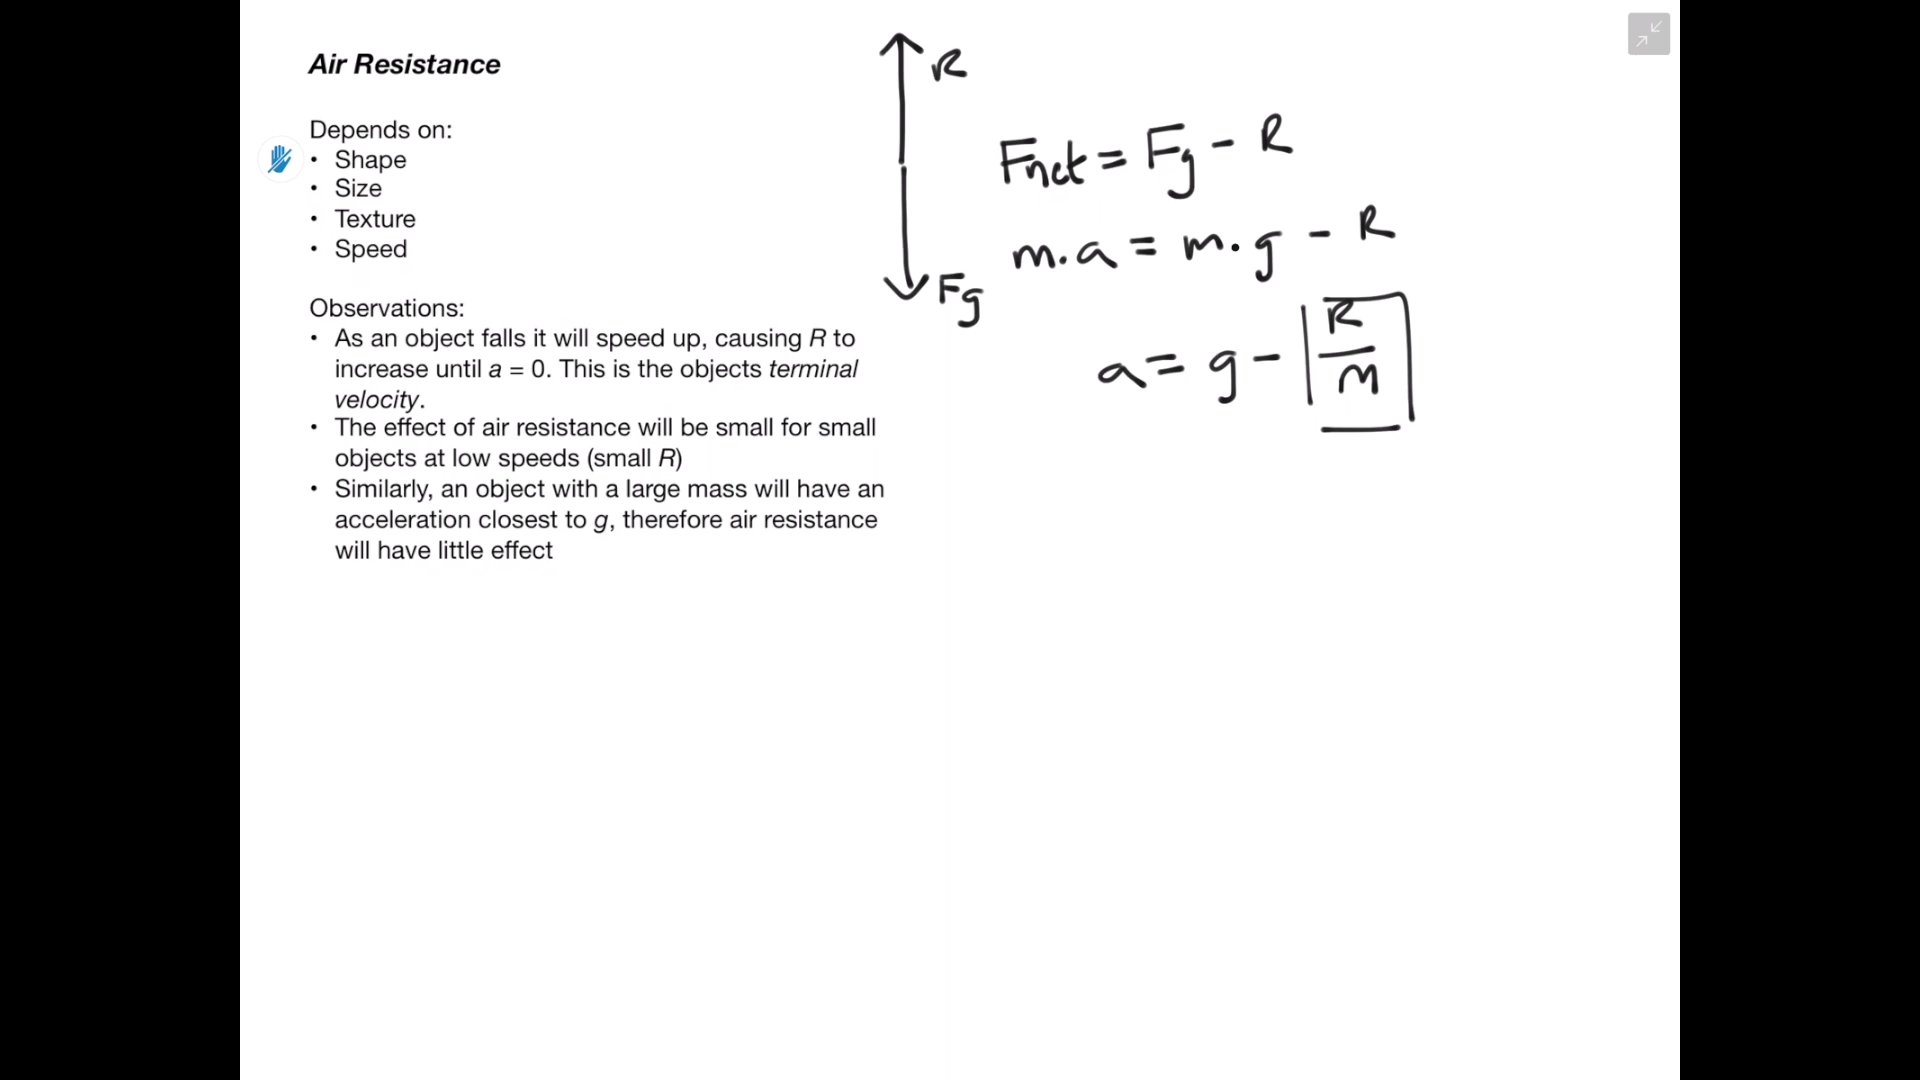 Air Resistance
Depends on:
• Shape
• Size
• Texture
• Speed
Observations:
• As an object falls it will speed up, causing R to
increase until a = 0. This is the objects terminal
velocity.
• The effect of air resistance will be small for small
objects at low speeds (small R)
• Similarly, an object with a large mass will have an
acceleration closest to g, therefore air resistance
will have little effect
R
Fg
Fnet = Fg - R
m·a = m·g - R
a = g - R/m